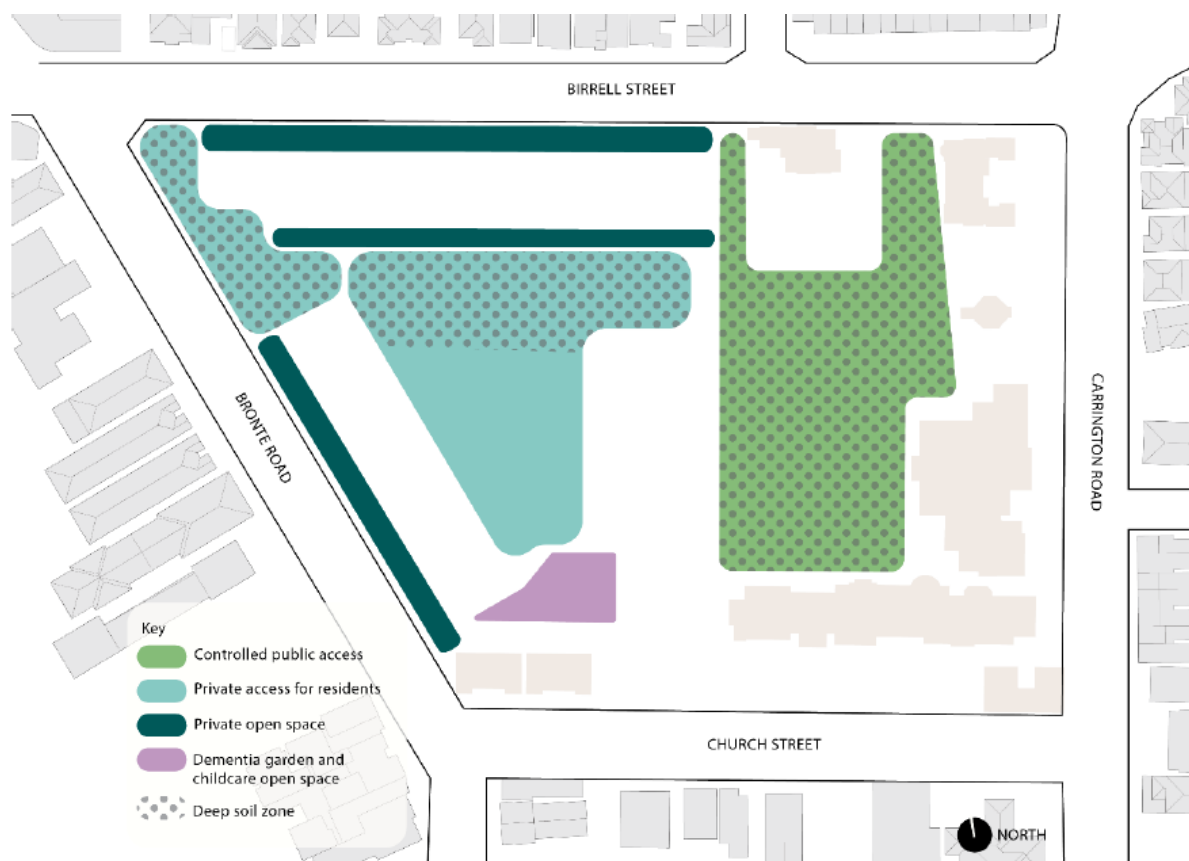 BIRRELL STREET
BRONTE ROAD
CARRINGTON ROAD
Key
Controlled public access
Private access for residents
Private open space
Dementia garden and
childcare open space
Deep soil zone
CHURCH STREET
NORTH